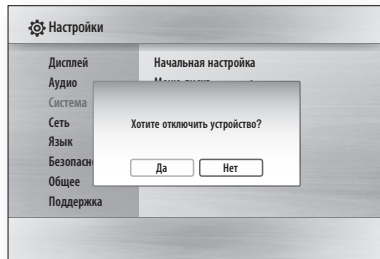 Настройки
Дисплей
Аудио
Система
Сеть
Язык
Общее
Поддержка
Начальная настройка
Хотите отключить устройство?
Да
Нет